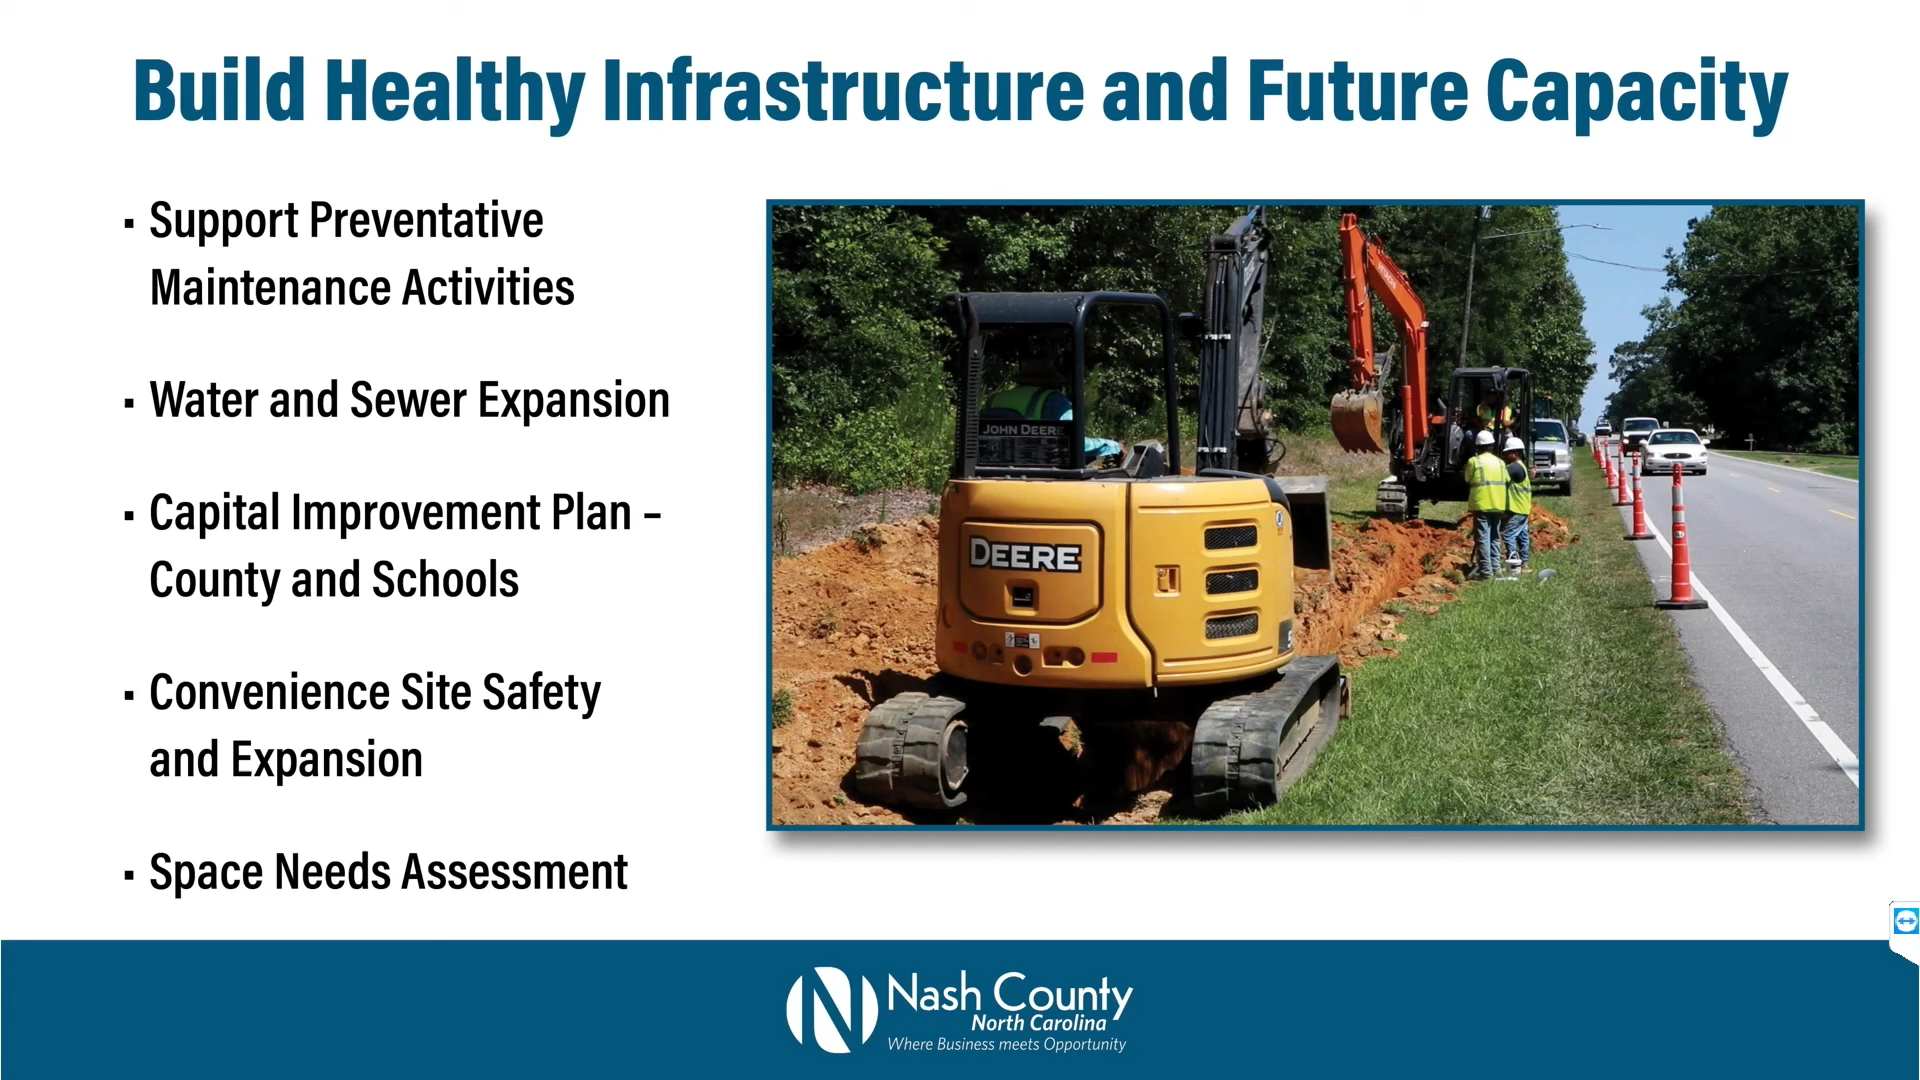 Build Healthy Infrastructure and Future Capacity
▪ Support Preventative
Maintenance Activities
▪ Water and Sewer Expansion
▪ Capital Improvement Plan –
County and Schools
▪ Convenience Site Safety
and Expansion
▪ Space Needs Assessment
JOHN DEERE
DEERE
Nash County
North Carolina
Where Business meets Opportunity